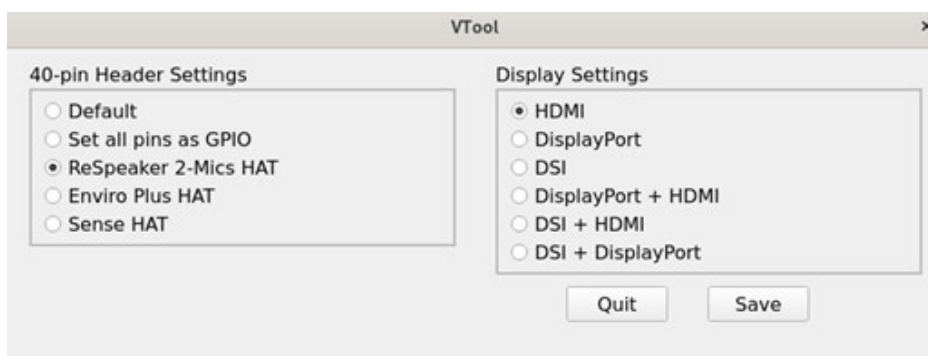 VTool
40-pin Header Settings
Default
Set all pins as GPIO
ReSpeaker 2-Mics HAT
Enviro Plus HAT
Sense HAT
Display Settings
HDMI
DisplayPort
DSI
DisplayPort + HDMI
DSI + HDMI
DSI + DisplayPort
Quit
Save